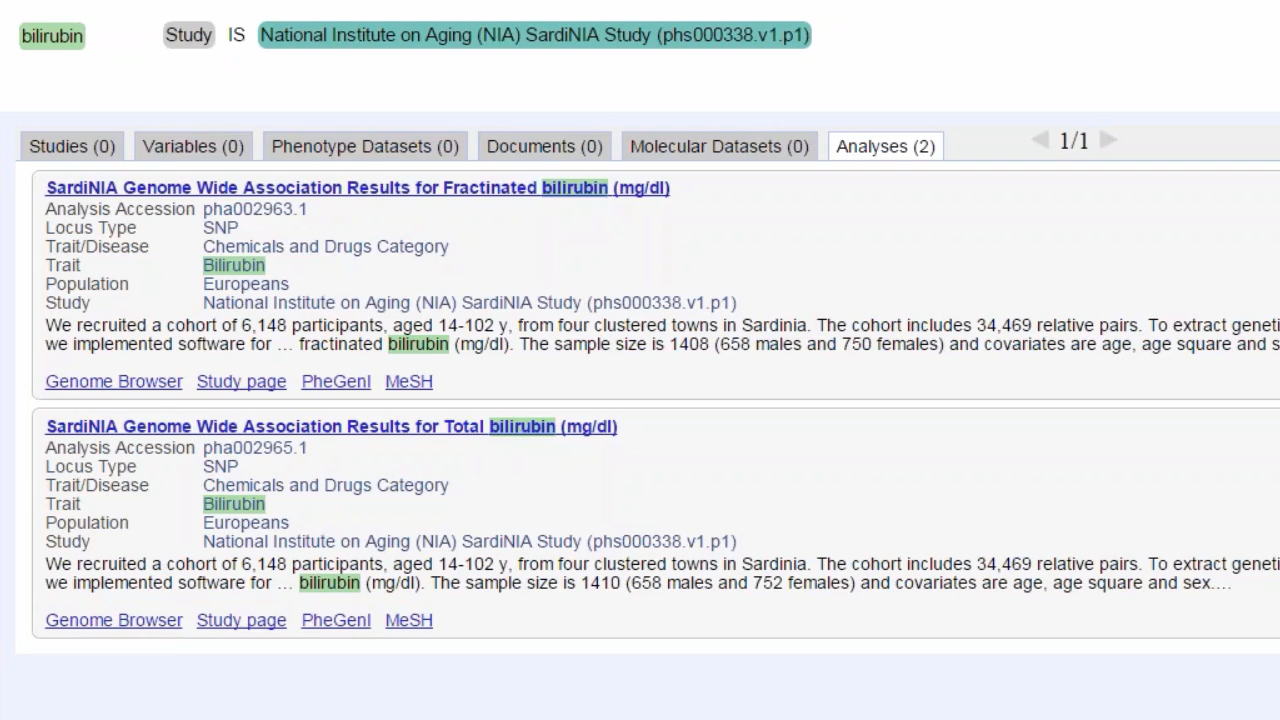 bilirubin Study IS National Institute on Aging (NIA) SardiNIA Study (phs000338.v1.p1)
Studies (0) Variables (0) Phenotype Datasets (0) Documents (0) Molecular Datasets (0) Analyses (2) 1/1
SardiNIA Genome Wide Association Results for Fractinated bilirubin (mg/dl)
Analysis Accession pha002963.1
Locus Type SNP
Trait/Disease Chemicals and Drugs Category
Trait Bilirubin
Population Europeans
Study National Institute on Aging (NIA) SardiNIA Study (phs000338.v1.p1)
We recruited a cohort of 6,148 participants, aged 14-102 y, from four clustered towns in Sardinia. The cohort includes 34,469 relative pairs. To extract
we implemented software for ... fractinated bilirubin (mg/dl). The sample size is 1408 (658 males and 750 females) and covariates are age, age square and
Genome Browser Study page PheGenI MeSH
SardiNIA Genome Wide Association Results for Total bilirubin (mg/dl)
Analysis Accession pha002965.1
Locus Type SNP
Trait/Disease Chemicals and Drugs Category
Trait Bilirubin
Population Europeans
Study National Institute on Aging (NIA) SardiNIA Study (phs000338.v1.p1)
We recruited a cohort of 6,148 participants, aged 14-102 y, from four clustered towns in Sardinia. The cohort includes 34,469 relative pairs. To extract
we implemented software for ... bilirubin (mg/dl). The sample size is 1410 (658 males and 752 females) and covariates are age, age square and sex....
Genome Browser Study page PheGenI MeSH